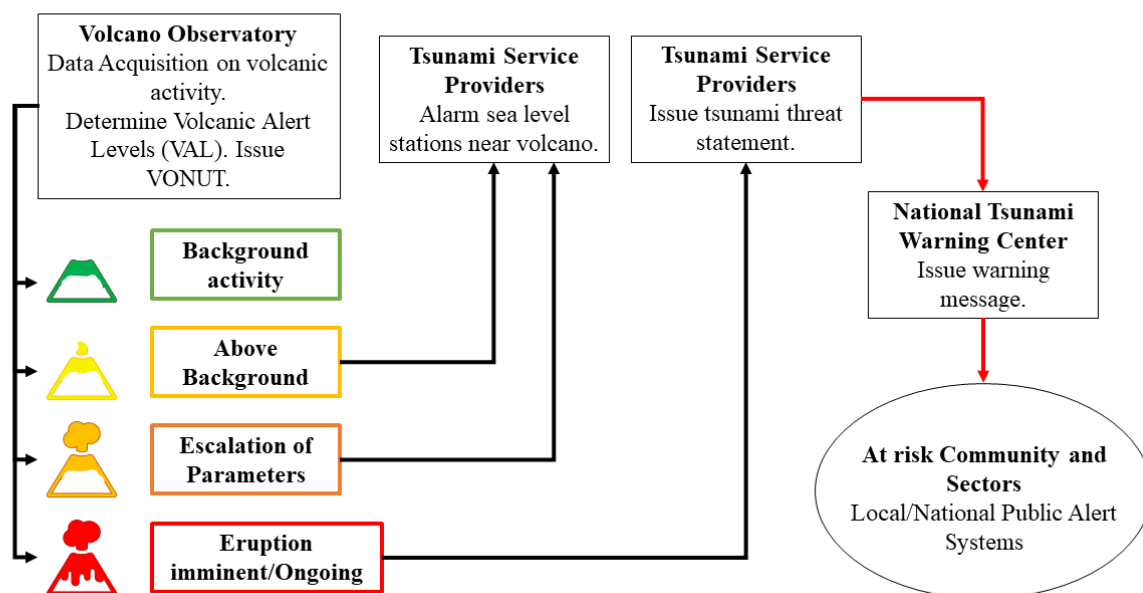 Volcano Observatory
Data Acquisition on volcanic
activity.
Determine Volcanic Alert
Levels (VAL). Issue
VONUT.
Tsunami Service
Providers
Alarm sea level
stations near volcano.
Tsunami Service
Providers
Issue tsunami threat
statement.
National Tsunami
Warning Center
Issue warning
message.
Background
activity
Above
Background
Escalation of
Parameters
Eruption
imminent/Ongoing
At risk Community and
Sectors
Local/National Public Alert
Systems